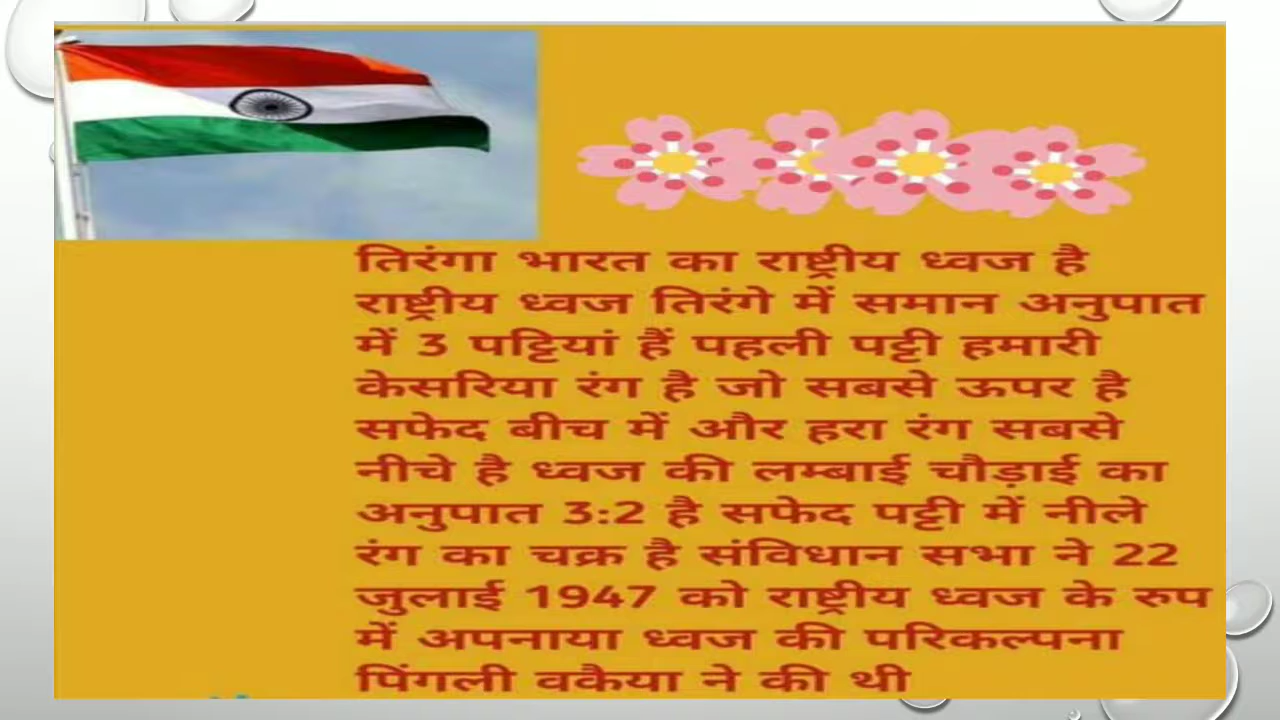 तिरंगा भारत का राष्ट्रीय ध्वज है
राष्ट्रीय ध्वज तिरंगे में समान अनुपात
में 3 पट्टियां हैं पहली पट्टी हमारी
केसरिया रंग है जो सबसे ऊपर है
सफेद बीच में और हरा रंग सबसे
नीचे है ध्वज की लम्बाई चौड़ाई का
अनुपात 3:2 है सफेद पट्टी में नीले
रंग का चक्र है संविधान सभा ने 22
जुलाई 1947 को राष्ट्रीय ध्वज के रुप
में अपनाया ध्वज की परिकल्पना
पिंगली वकैया ने की थी